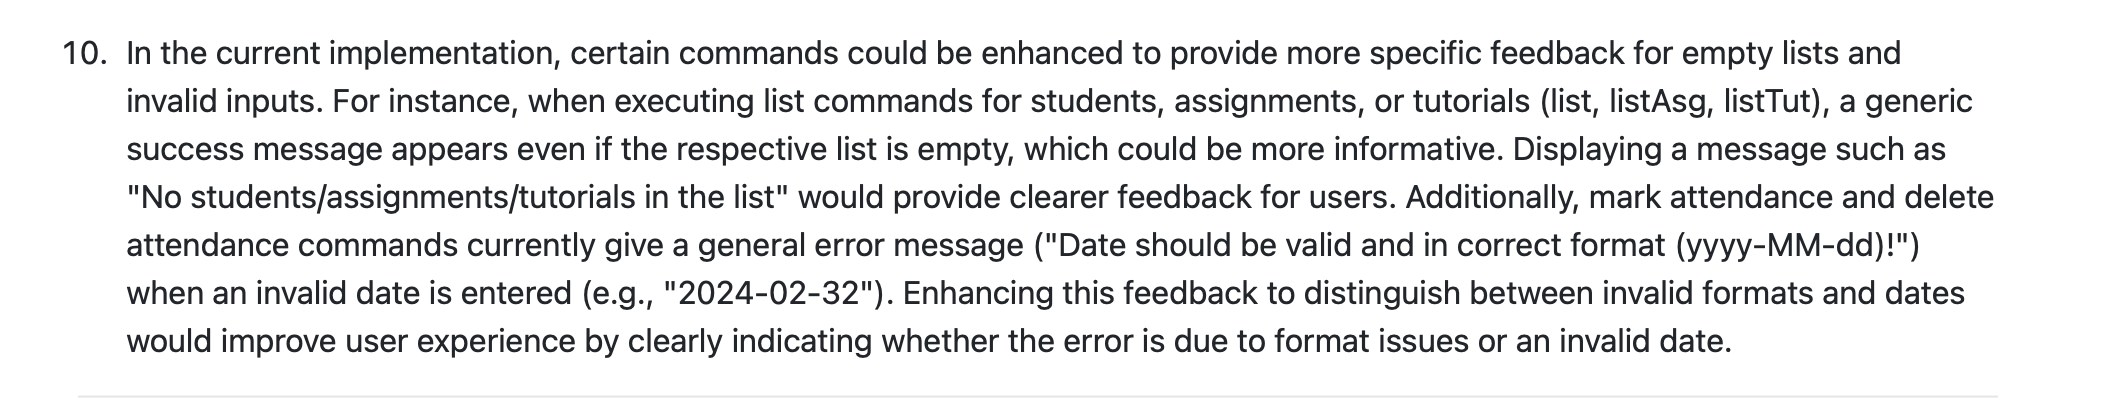 10. In the current implementation, certain commands could be enhanced to provide more specific feedback for empty lists and
invalid inputs. For instance, when executing list commands for students, assignments, or tutorials (list, listAsg, listTut), a generic
success message appears even if the respective list is empty, which could be more informative. Displaying a message such as
"No students/assignments/tutorials in the list" would provide clearer feedback for users. Additionally, mark attendance and delete
attendance commands currently give a general error message ("Date should be valid and in correct format (yyyy-MM-dd)!")
when an invalid date is entered (e.g., "2024-02-32"). Enhancing this feedback to distinguish between invalid formats and dates
would improve user experience by clearly indicating whether the error is due to format issues or an invalid date.